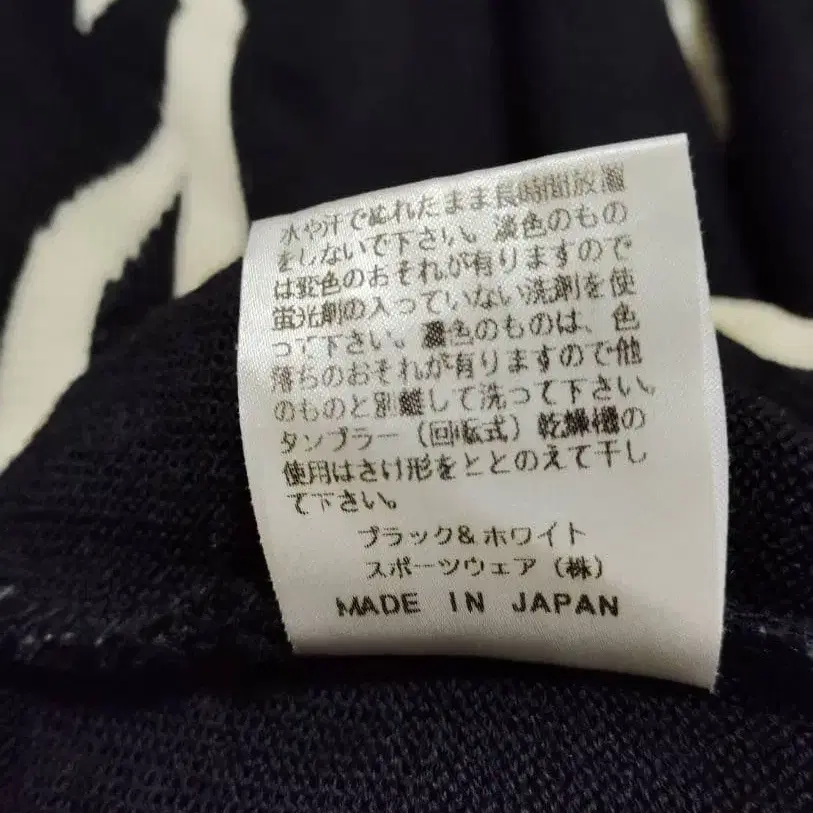 水や汗でぬれたまま長時間放置
をしないで下さい。淡色のもの
は変色のおそれが有りますので
蛍光剤の入っていない洗剤を使
って下さい。濃色のものは、色
落ちのおそれが有りますので他
のものと別離して洗って下さい。
タンブラー（回転式）乾燥機の
使用はさけ形をととのえて干し
て下さい。
ブラック&ホワイト
スポーツウェア（株）
MADE IN JAPAN